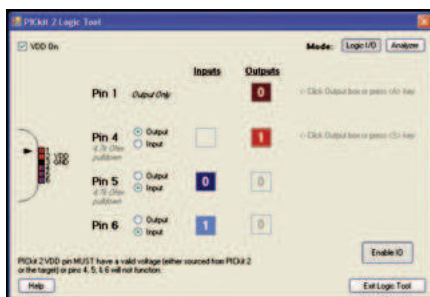 PICkit 2 Logic Tool
VDD On
Mode: Logic I/O Analyzer
Inputs Outputs
Pin 1 Output Only 0
<- Click Output box or press <A> key
Pin 4 Output 1
4.7k Ohm Input
pulldown
<- Click Output box or press <S> key
VDD
GND
Pin 5 Output 0 0
4.7k Ohm Input
pulldown
Pin 6 Output 1 0
Input
Enable IO
PICkit 2 VDD pin MUST have a valid voltage (either sourced from PICkit 2
or the target) or pins 4, 5, & 6 will not function.
Help Exit Logic Tool